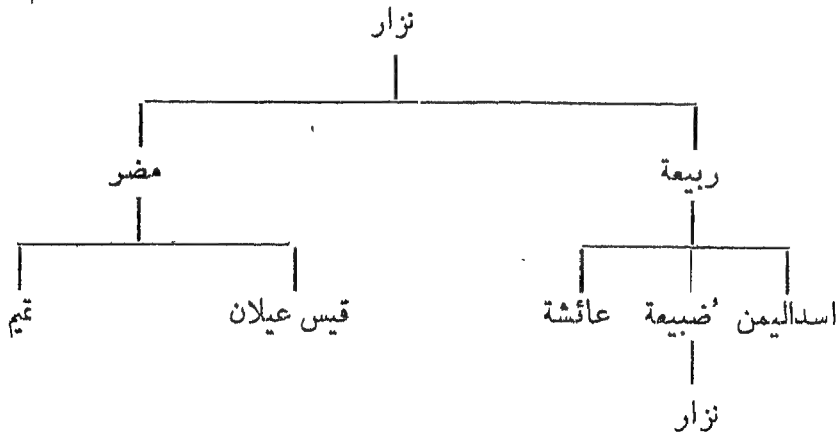 نزار
ربيعة مضر
اسداليمن ُضبيعة عائشة قيس عيلان تميم
نزار